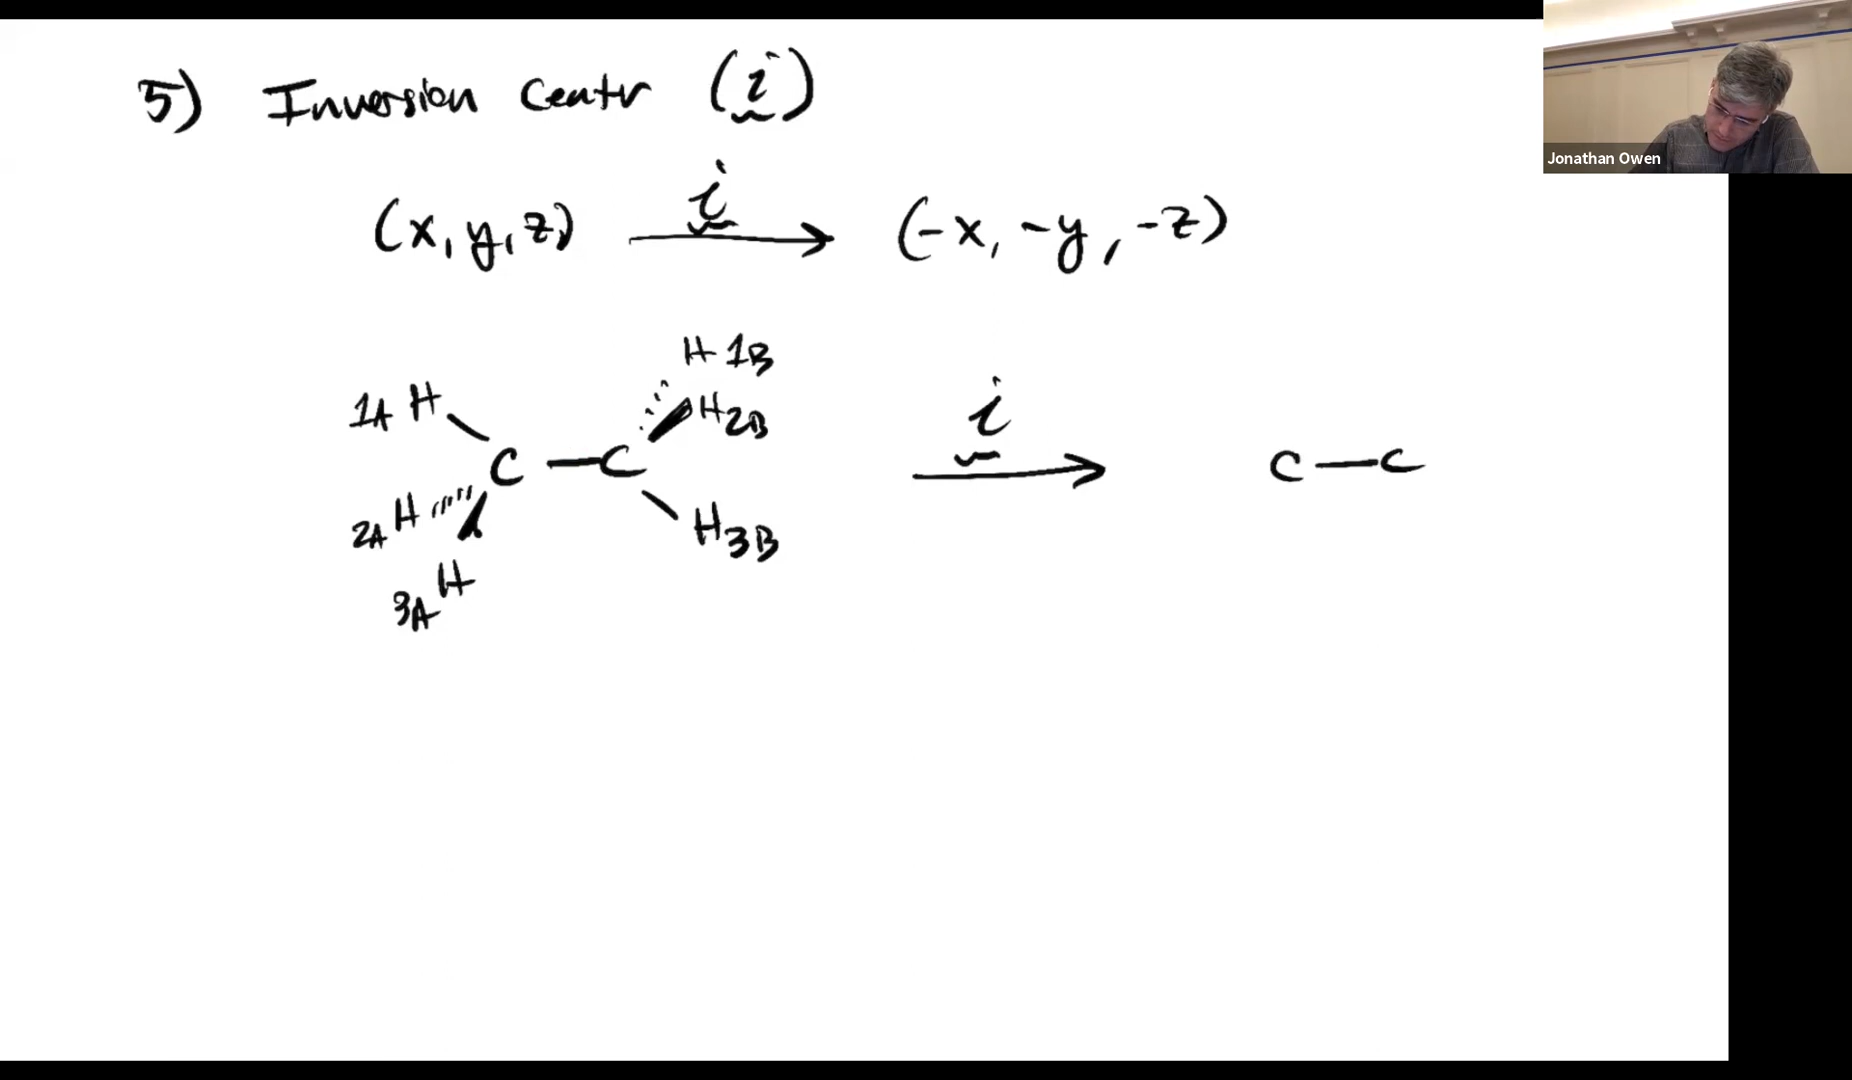 5) Inversion Centr (i)
Jonathan Owen
(x, y, z) i (-x, -y, -z)
H 1B
1A H
H2B
i
C - C
C - C
2A H
H3B
3A H